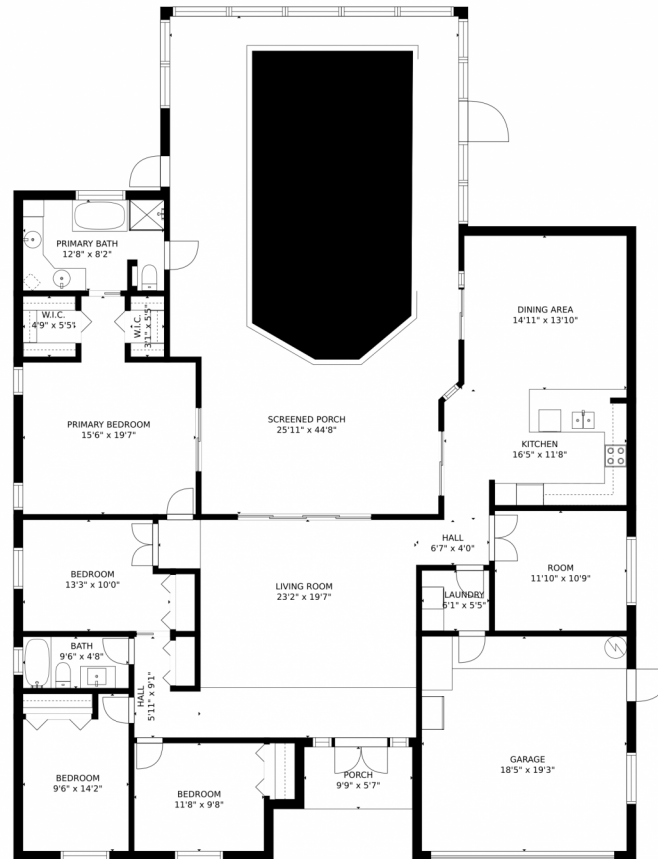 PRIMARY BATH
12'8" x 8'2"
W.I.C.
4'9" x 5'5"
W.I.C.
3'1" x 5'5"
DINING AREA
14'11" x 13'10"
PRIMARY BEDROOM
15'6" x 19'7"
SCREENED PORCH
25'11" x 44'8"
KITCHEN
16'5" x 11'8"
HALL
6'7" x 4'0"
BEDROOM
13'3" x 10'0"
LIVING ROOM
23'2" x 19'7"
ROOM
11'10" x 10'9"
LAUNDRY
6'1" x 5'5"
BATH
9'6" x 4'8"
HALL
5'11" x 9'1"
BEDROOM
9'6" x 14'2"
BEDROOM
11'8" x 9'8"
PORCH
9'9" x 5'7"
GARAGE
18'5" x 19'3"